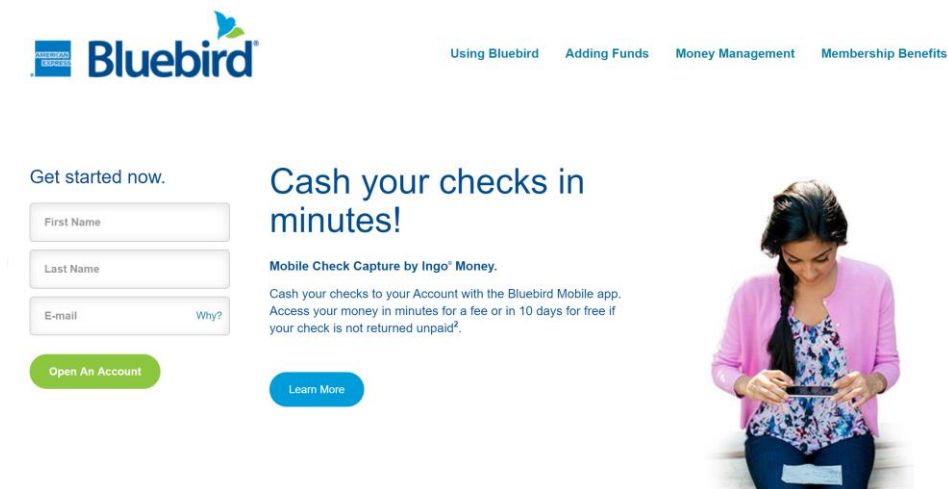 AMERICAN
EXPRESS
Bluebird®
Using Bluebird Adding Funds Money Management Membership Benefits
Get started now.
First Name
Last Name
E-mail Why?
Open An Account
Cash your checks in
minutes!
Mobile Check Capture by Ingo® Money.
Cash your checks to your Account with the Bluebird Mobile app.
Access your money in minutes for a fee or in 10 days for free if
your check is not returned unpaid².
Learn More